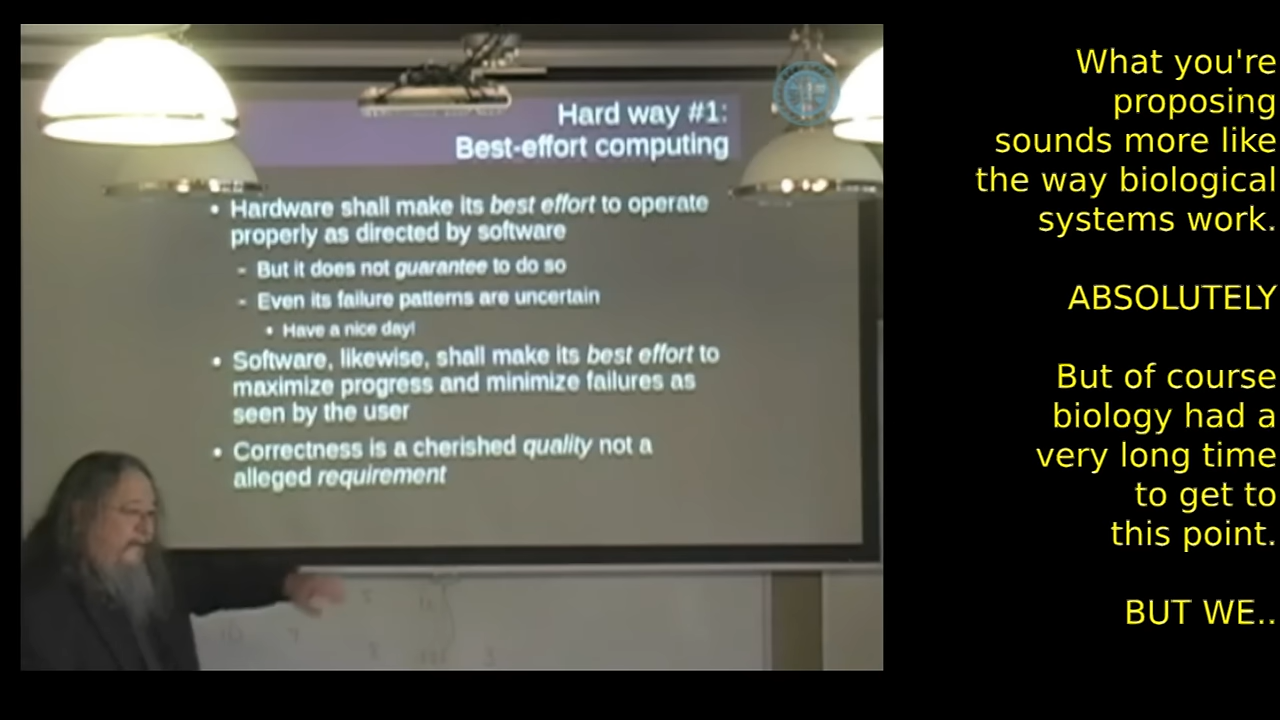 Hard way #1:
Best-effort computing
• Hardware shall make its best effort to operate
properly as directed by software
- But it does not guarantee to do so
- Even its failure patterns are uncertain
• Have a nice day!
• Software, likewise, shall make its best effort to
maximize progress and minimize failures as
seen by the user
• Correctness is a cherished quality not a
alleged requirement
What you're
proposing
sounds more like
the way biological
systems work.
ABSOLUTELY
But of course
biology had a
very long time
to get to
this point.
BUT WE..